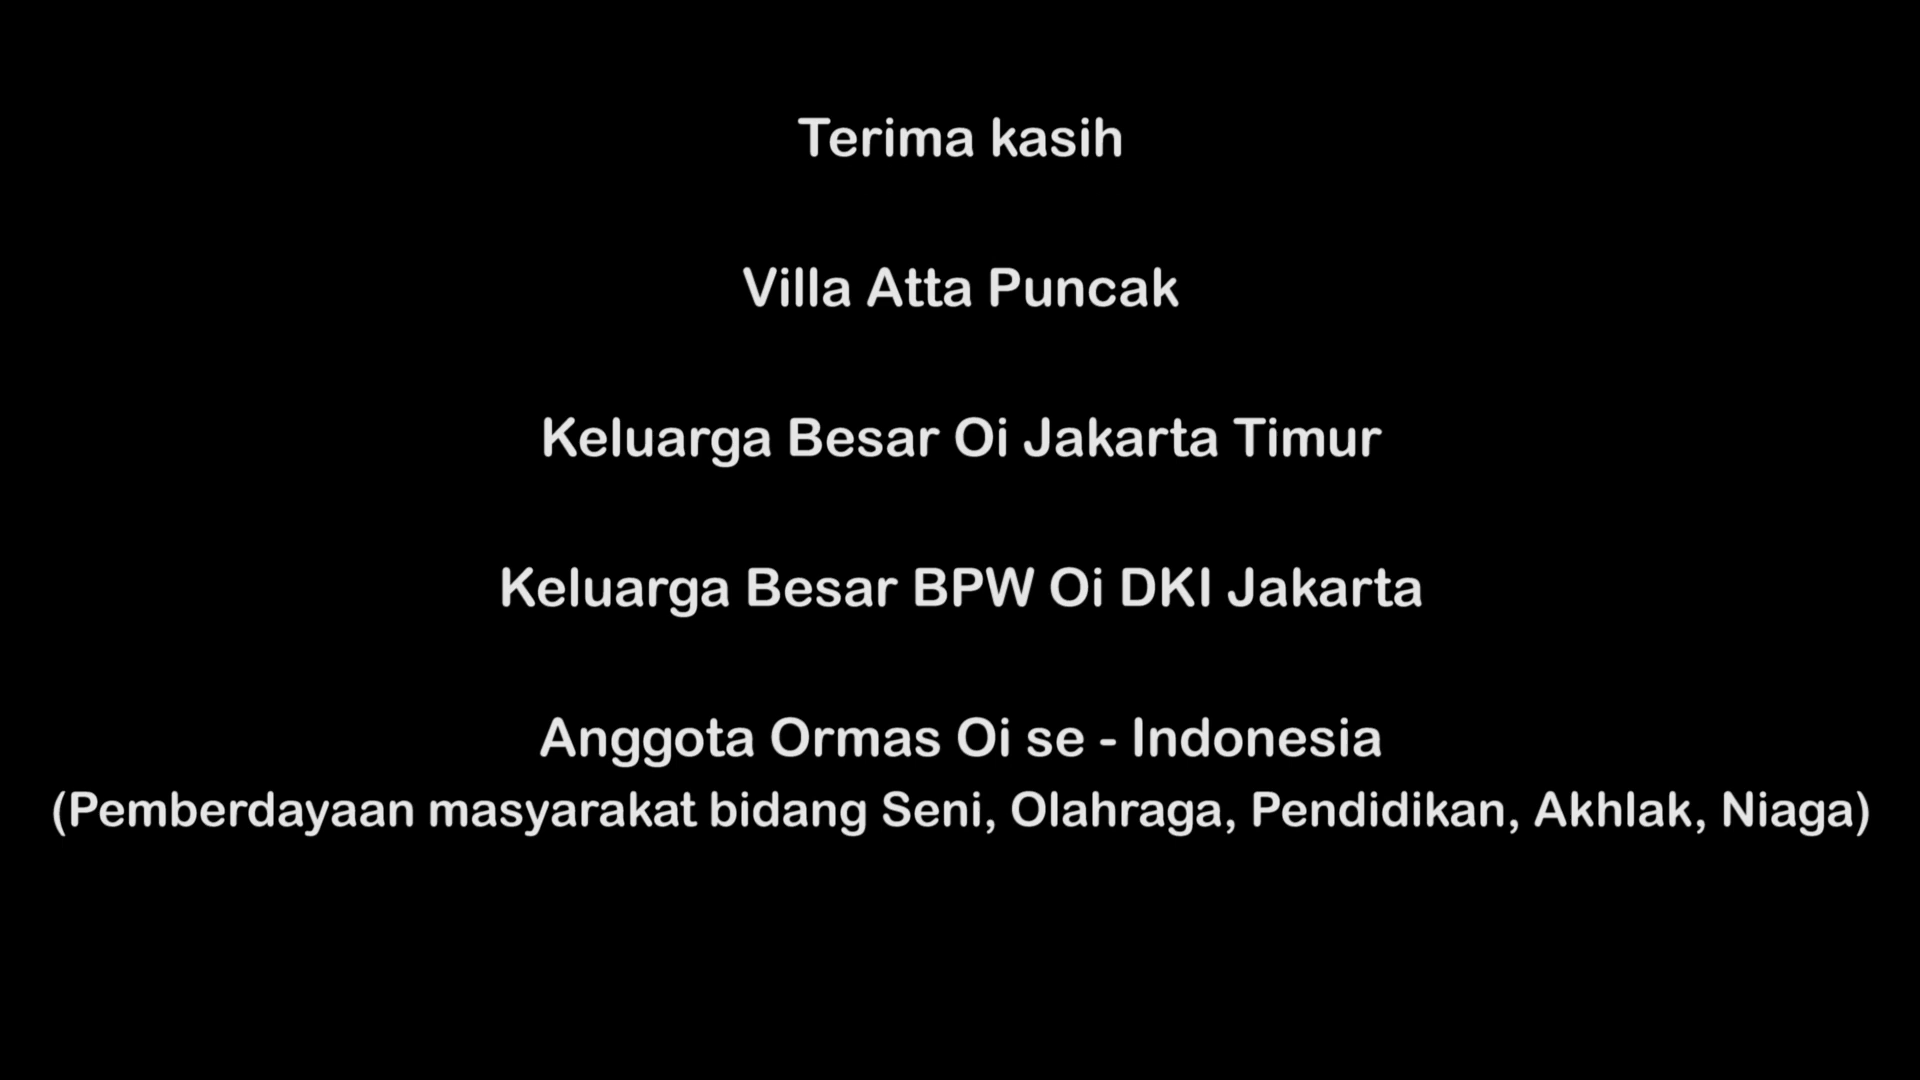 Terima kasih
Villa Atta Puncak
Keluarga Besar Oi Jakarta Timur
Keluarga Besar BPW Oi DKI Jakarta
Anggota Ormas Oi se - Indonesia
(Pemberdayaan masyarakat bidang Seni, Olahraga, Pendidikan, Akhlak, Niaga)